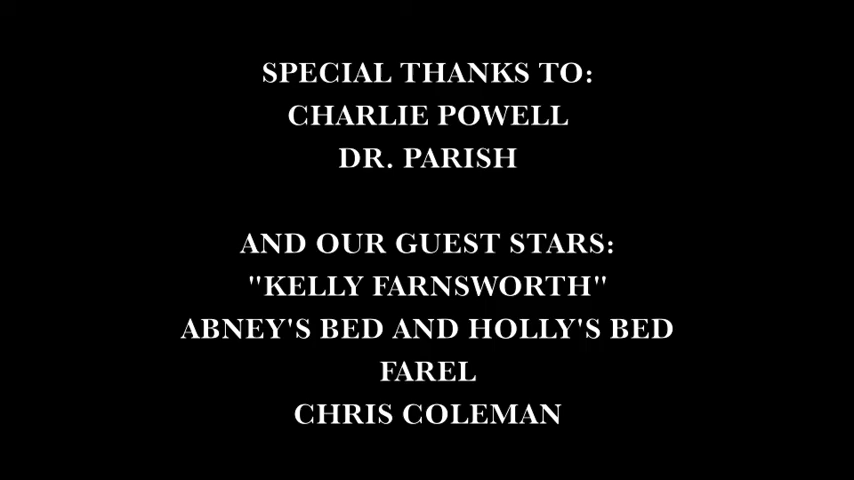 SPECIAL THANKS TO:
CHARLIE POWELL
DR. PARISH
AND OUR GUEST STARS:
"KELLY FARNSWORTH"
ABNEY'S BED AND HOLLY'S BED
FAREL
CHRIS COLEMAN